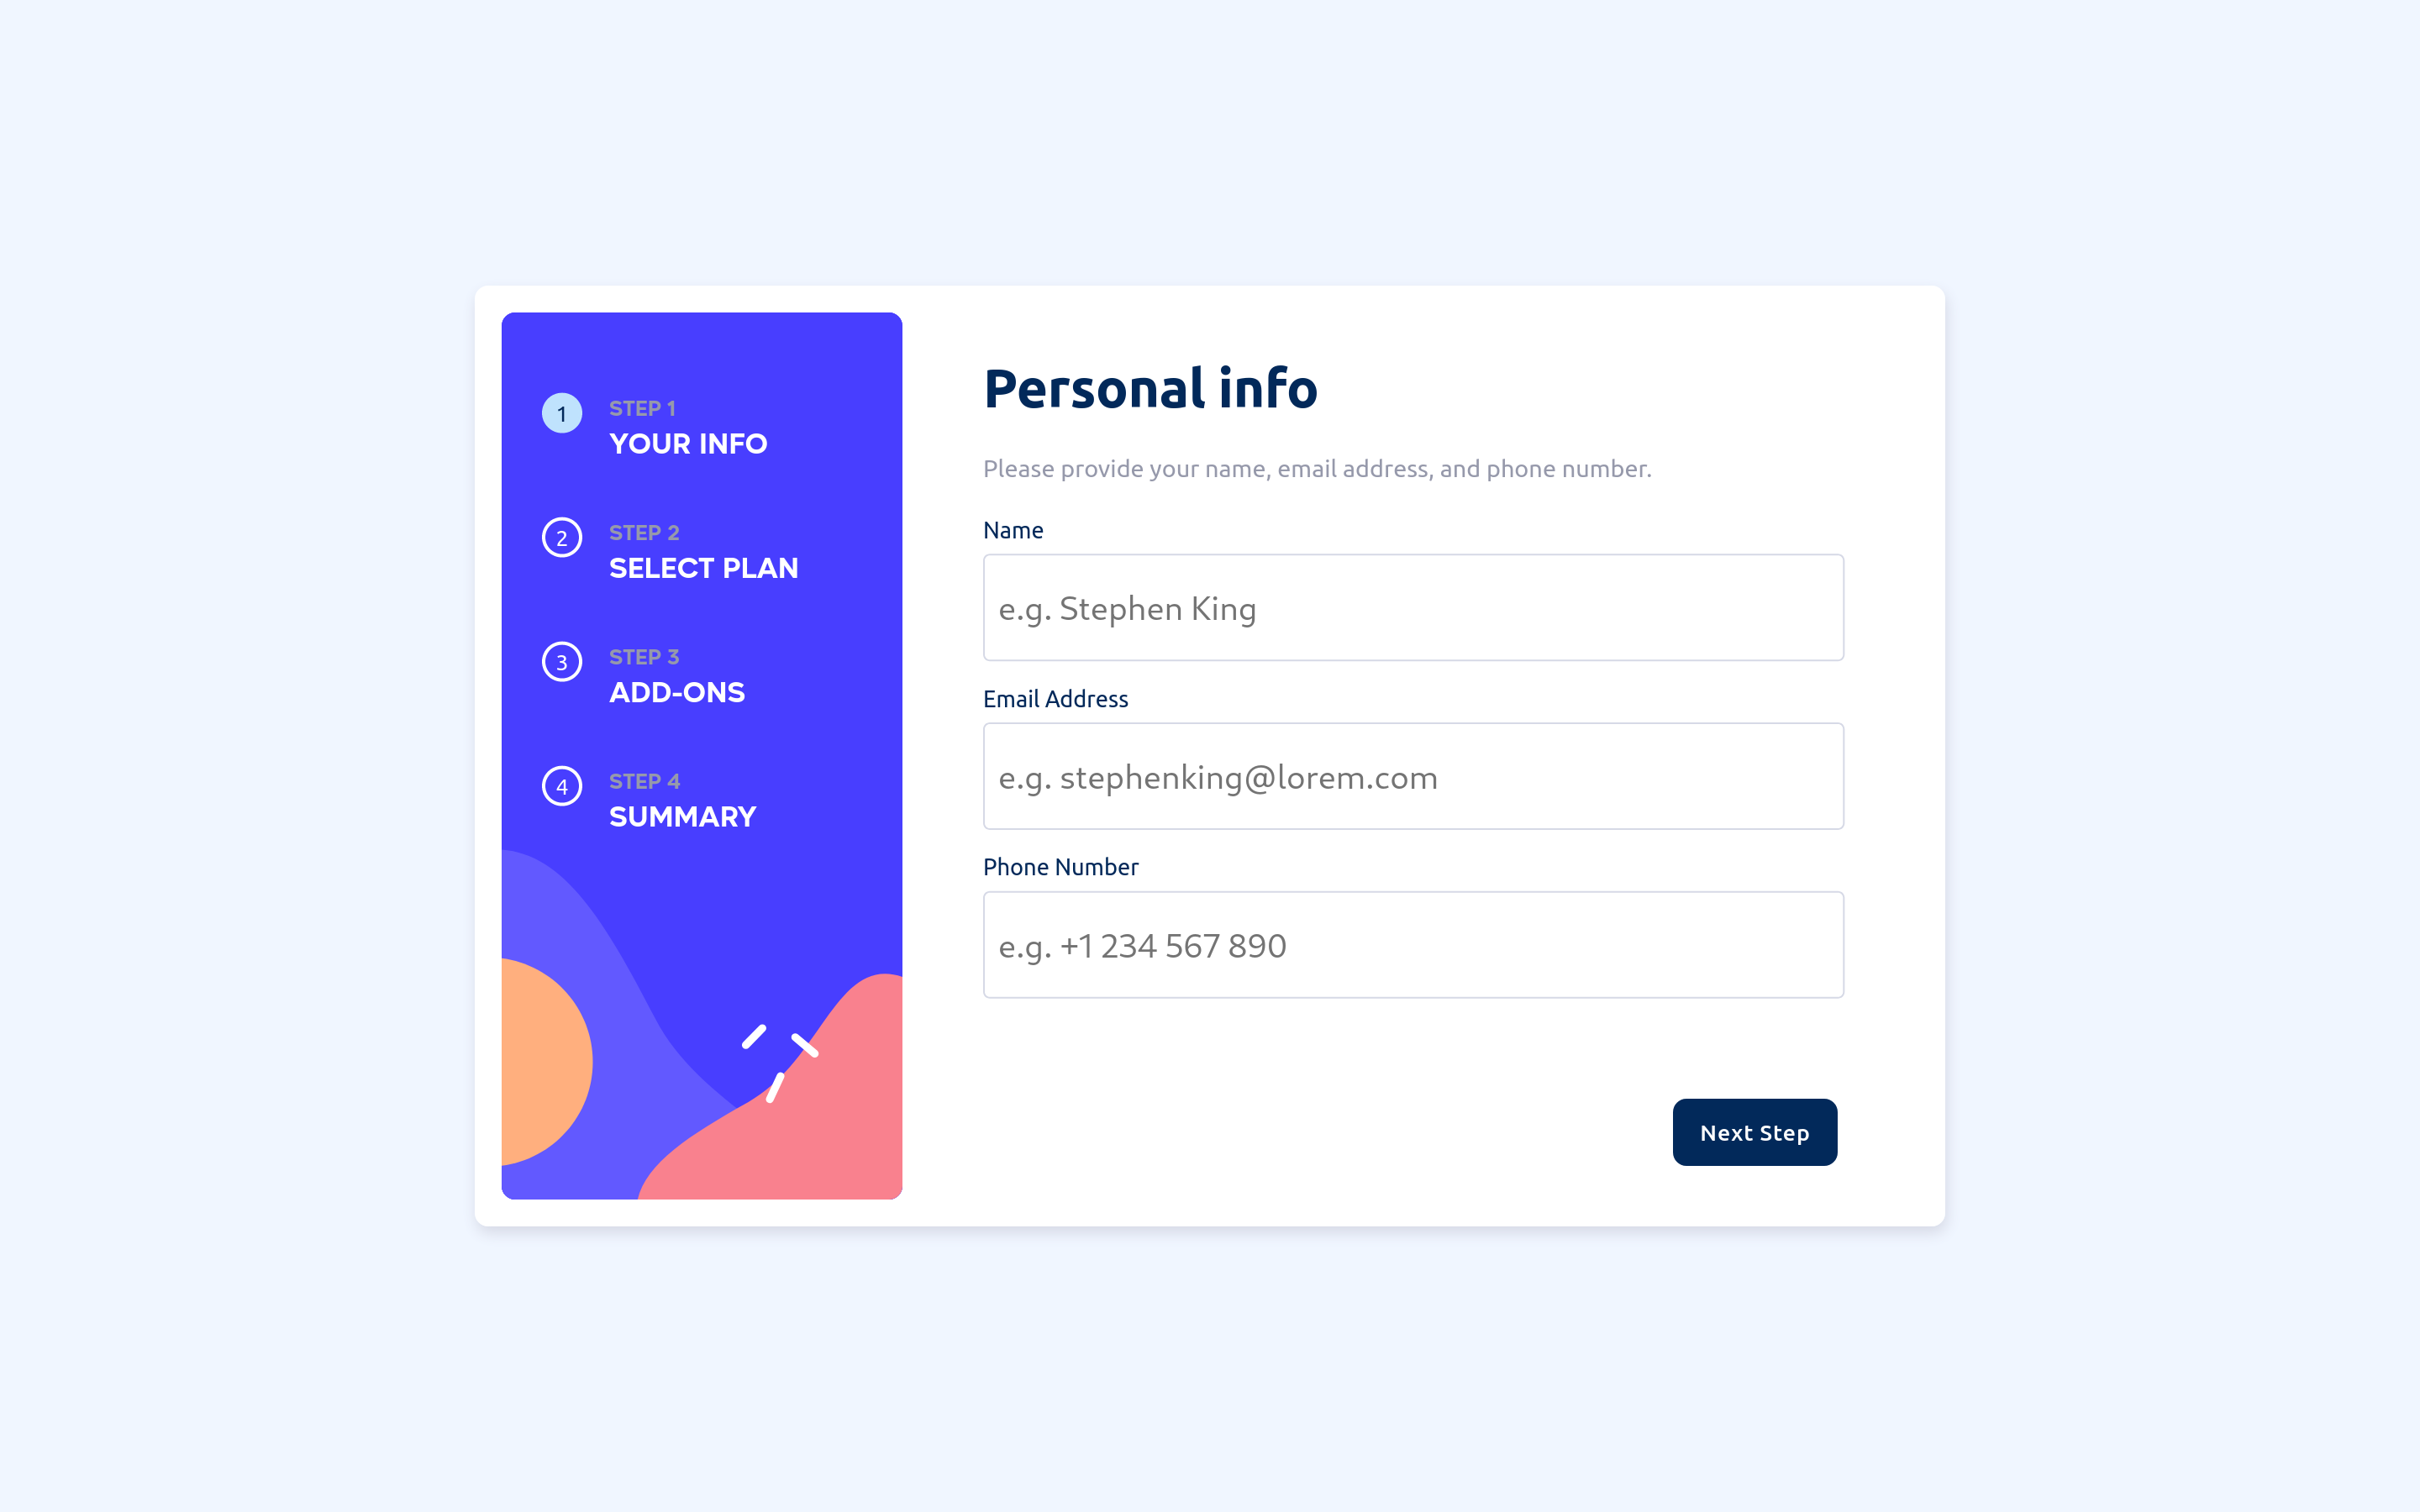 1
STEP 1
YOUR INFO
2
STEP 2
SELECT PLAN
3
STEP 3
ADD-ONS
4
STEP 4
SUMMARY
Personal info
Please provide your name, email address, and phone number.
Name
e.g. Stephen King
Email Address
e.g. stephenking@lorem.com
Phone Number
e.g. +1 234 567 890
Next Step